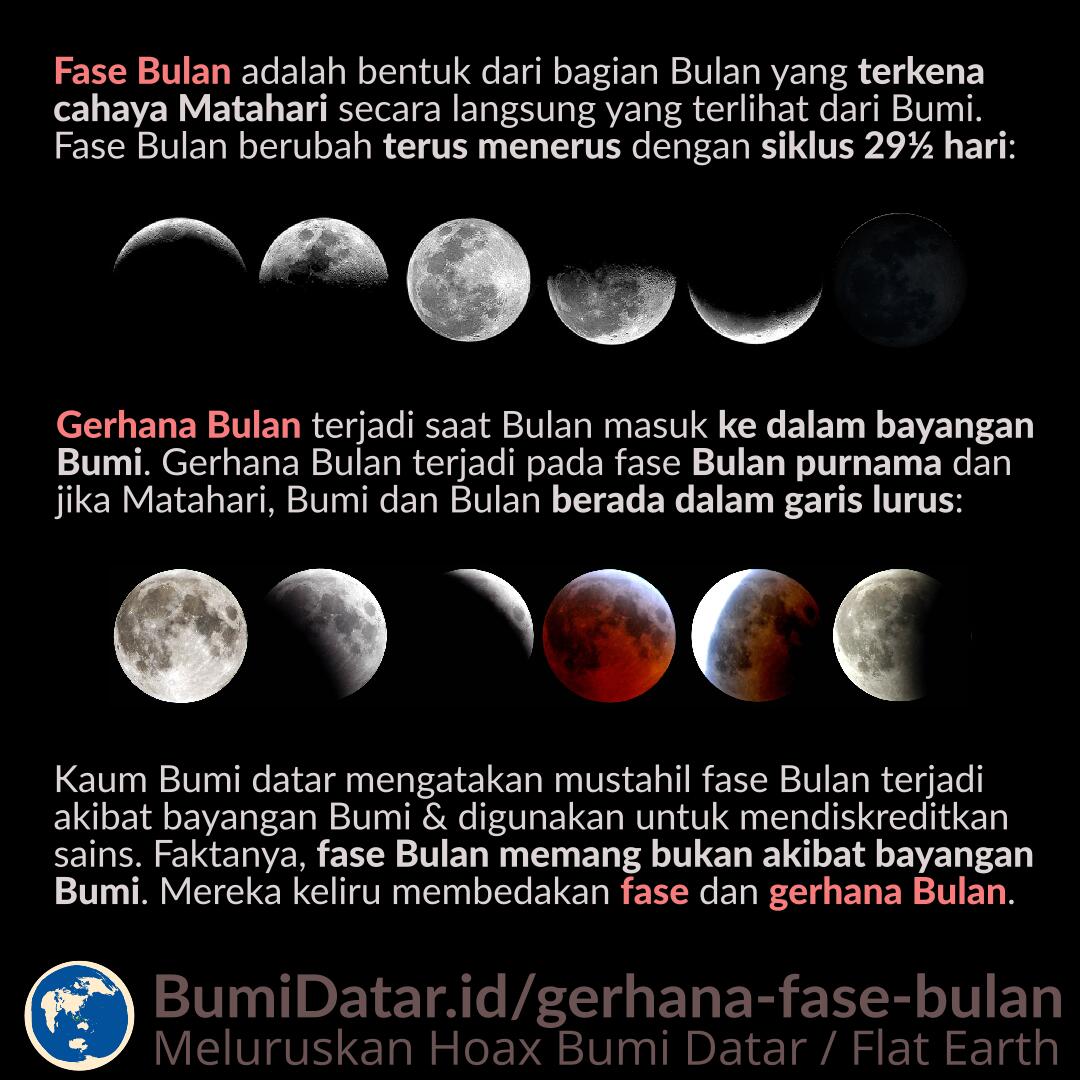 Fase Bulan adalah bentuk dari bagian Bulan yang terkena
cahaya Matahari secara langsung yang terlihat dari Bumi.
Fase Bulan berubah terus menerus dengan siklus 29½ hari:
Gerhana Bulan terjadi saat Bulan masuk ke dalam bayangan
Bumi. Gerhana Bulan terjadi pada fase Bulan purnama dan
jika Matahari, Bumi dan Bulan berada dalam garis lurus:
Kaum Bumi datar mengatakan mustahil fase Bulan terjadi
akibat bayangan Bumi & digunakan untuk mendiskreditkan
sains. Faktanya, fase Bulan memang bukan akibat bayangan
Bumi. Mereka keliru membedakan fase dan gerhana Bulan.
BumiDatar.id/gerhana-fase-bulan
Meluruskan Hoax Bumi Datar / Flat Earth